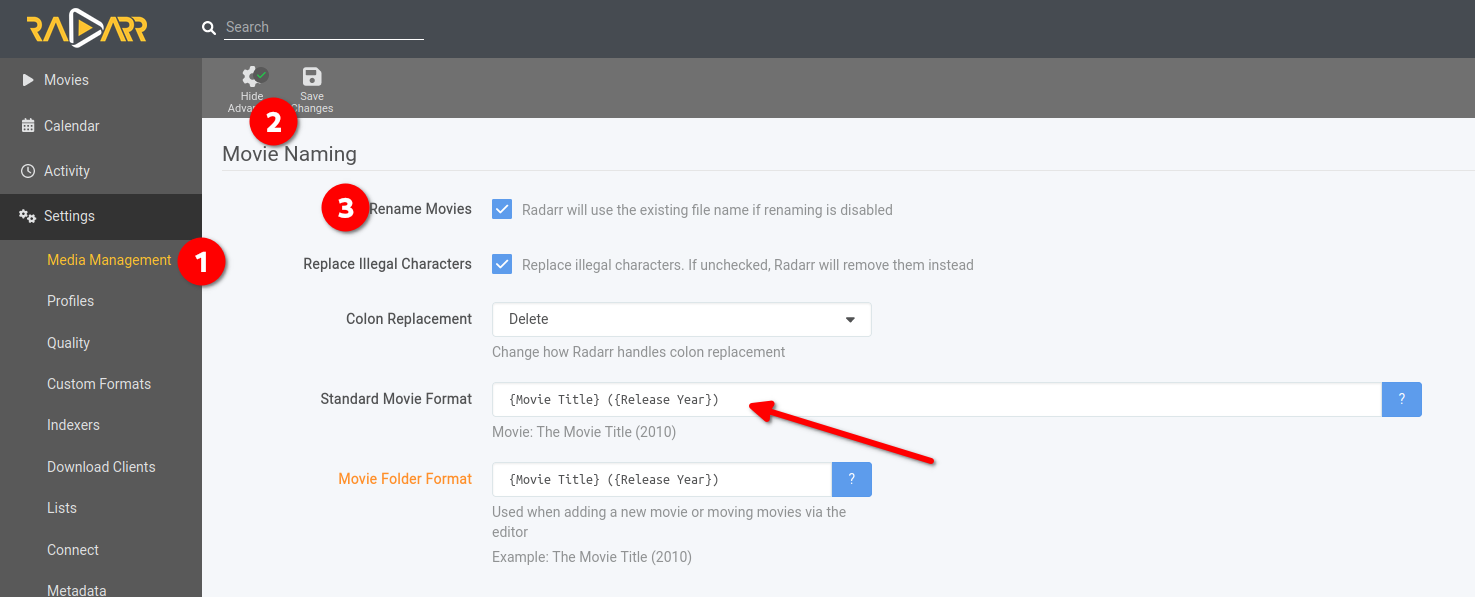 RADARR
Search
Movies
Calendar
Activity
Settings
Media Management
Profiles
Quality
Custom Formats
Indexers
Download Clients
Lists
Connect
Metadata
Hide
Save
Changes
1
2
3
Movie Naming
Rename Movies
Radarr will use the existing file name if renaming is disabled
Replace Illegal Characters
Replace illegal characters. If unchecked, Radarr will remove them instead
Colon Replacement
Delete
Change how Radarr handles colon replacement
Standard Movie Format
{Movie Title} ({Release Year})
?
Movie: The Movie Title (2010)
Movie Folder Format
{Movie Title} ({Release Year})
?
Used when adding a new movie or moving movies via the
editor
Example: The Movie Title (2010)